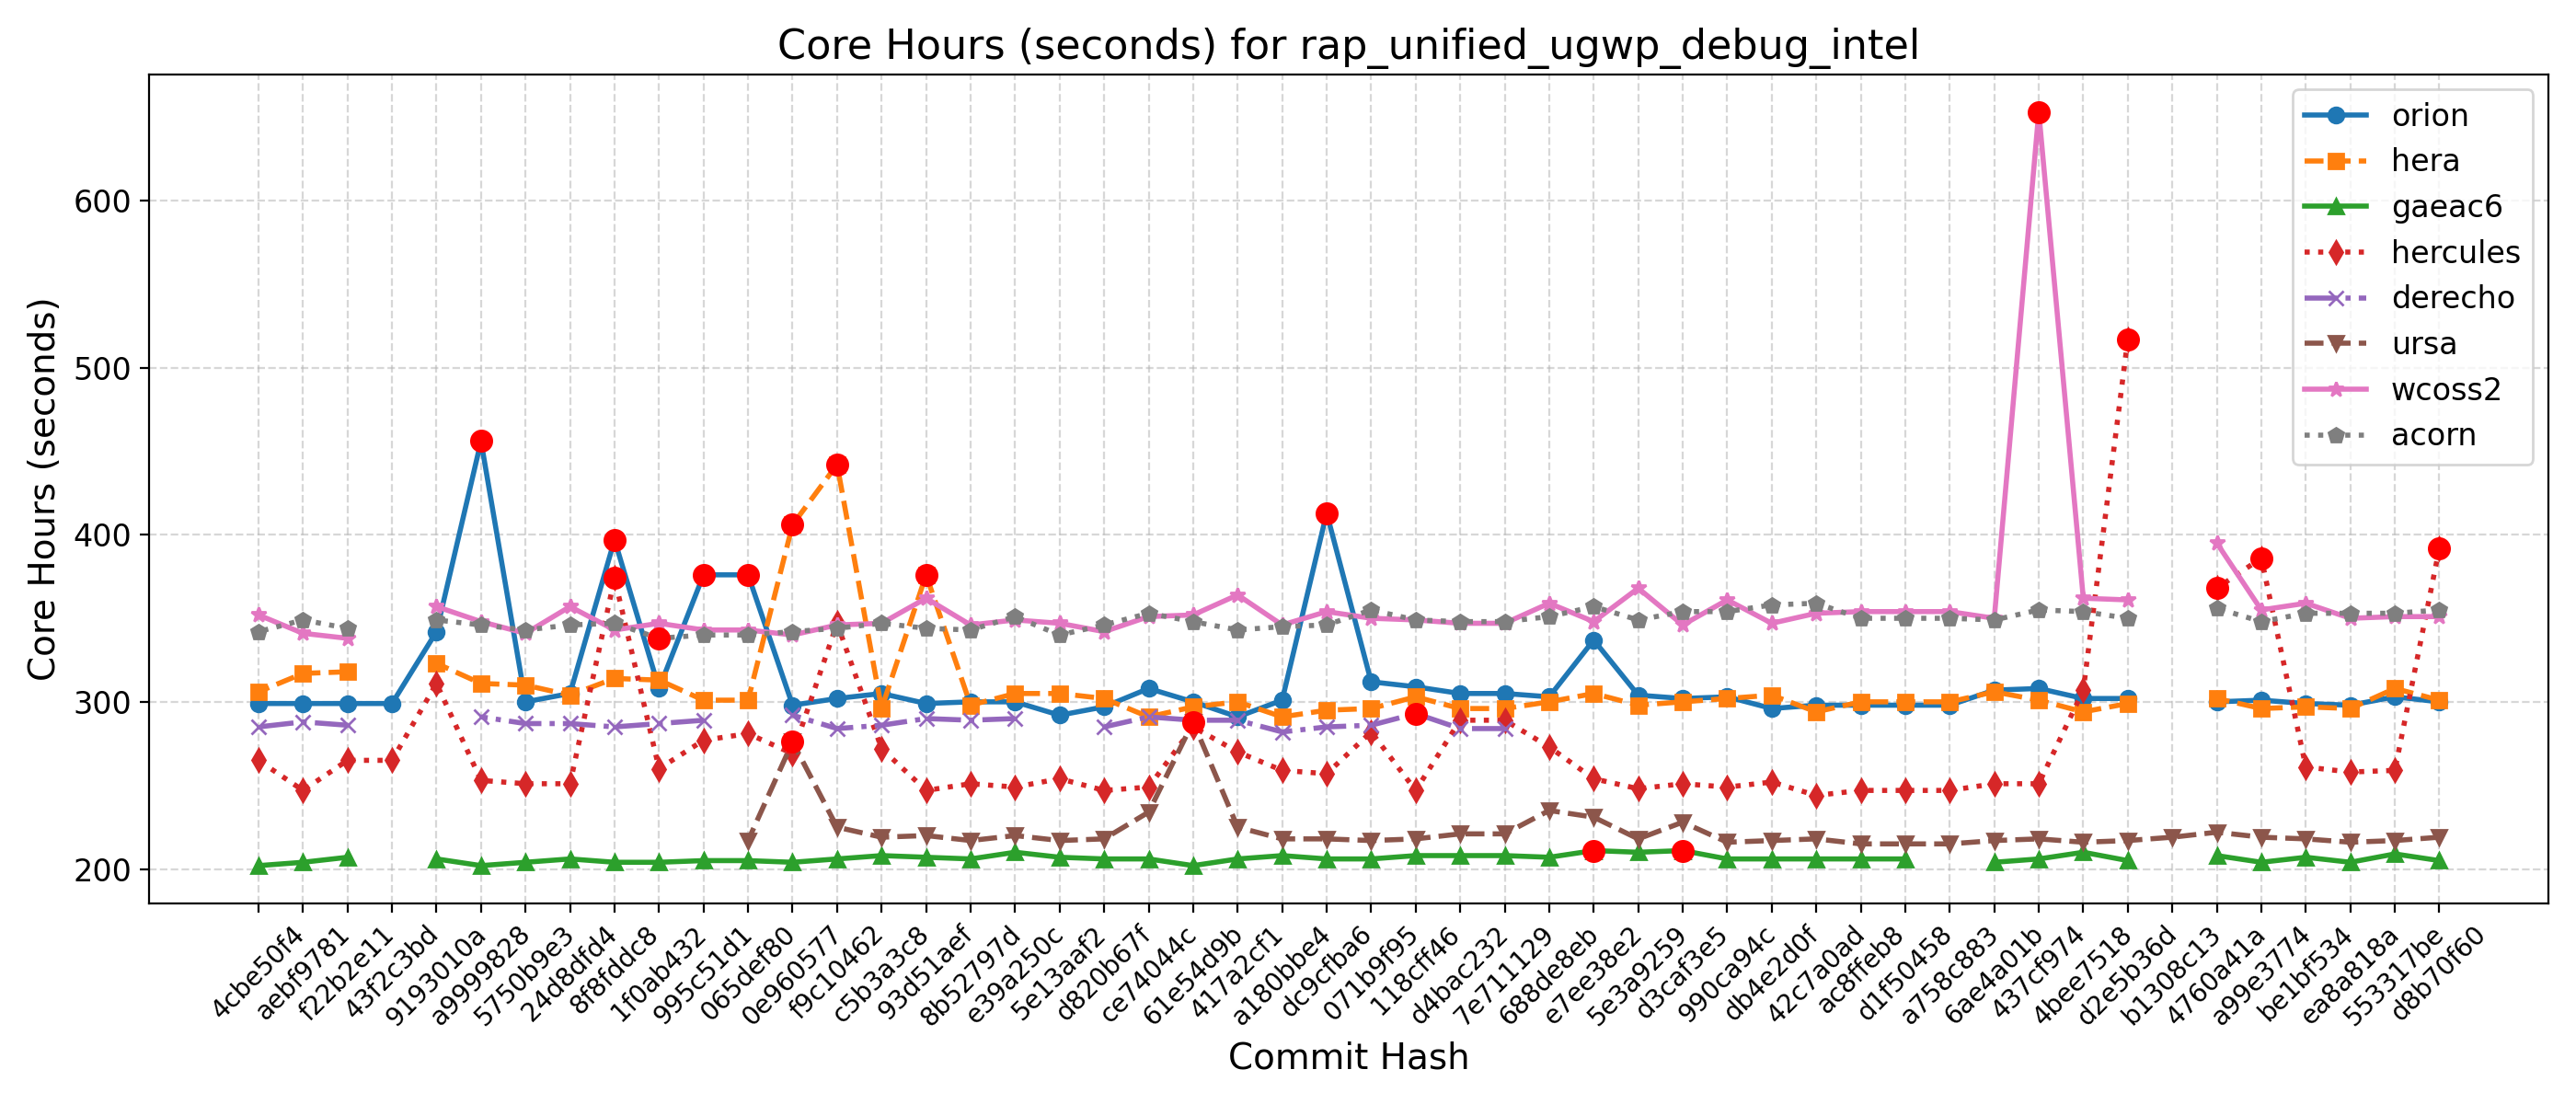 Core Hours (seconds) for rap_unified_ugwp_debug_intel
Core Hours (seconds)
600
500
400
300
200
orion
hera
gaeac6
hercules
derecho
ursa
wcoss2
acorn
4cbe50f4
aebf9781
f22b2e11
43f2c3bd
9193010a
a9999828
5750b9e3
24d8dfd4
8f8fddc8
1f0ab432
995c51d1
065def80
0e960577
f9c10462
c5b3a3c8
93d51aef
8b52797d
e39a250c
5e13aaf2
d820b67f
ce74044c
61e54d9b
417a2cf1
a180bbe4
dc9cfba6
071b9f95
118cff46
d4bac232
7e711129
688de8eb
e7ee38e2
5e3a9259
d3caf3e5
990ca94c
db4e2d0f
42c7a0ad
ac8ffeb8
d1f50458
a758c883
6ae4a01b
437cf974
4bee7518
d2e5b36d
b1308c13
4760a41a
a99e3774
be1bf534
ea8a818a
553317be
d8b70f60
Commit Hash